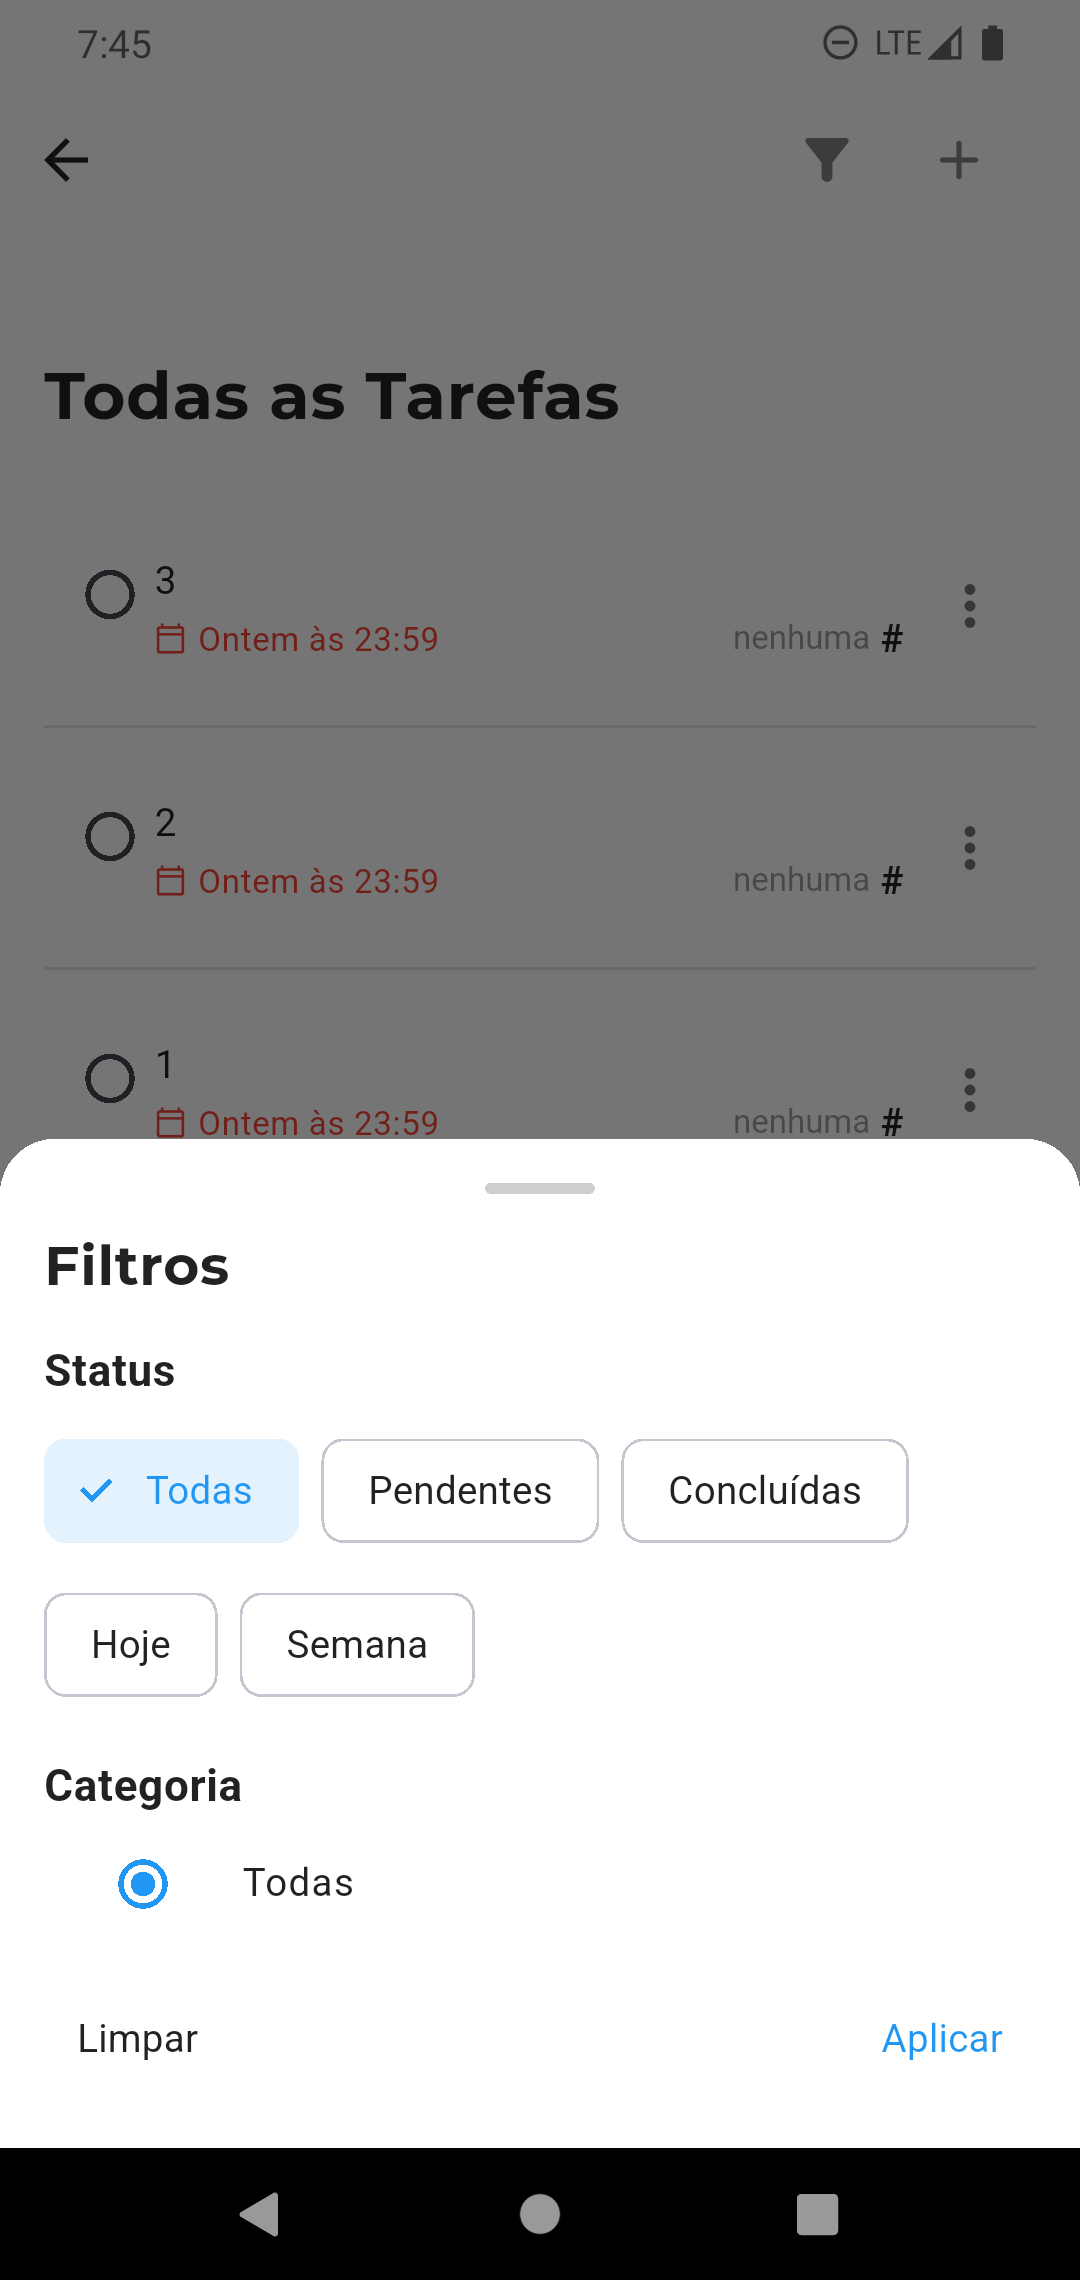 7:45 LTE
Todas as Tarefas
3
Ontem às 23:59 nenhuma #
2
Ontem às 23:59 nenhuma #
1
Ontem às 23:59 nenhuma #
Filtros
Status
Todas Pendentes Concluídas
Hoje Semana
Categoria
Todas
Limpar Aplicar